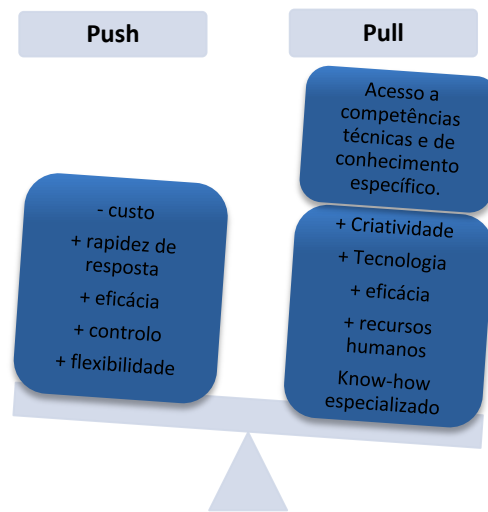 Push
Pull
Acesso a
competências
técnicas e de
conhecimento
específico.
- custo
+ rapidez de
resposta
+ eficácia
+ controlo
+ flexibilidade
+ Criatividade
+ Tecnologia
+ eficácia
+ recursos
humanos
Know-how
especializado